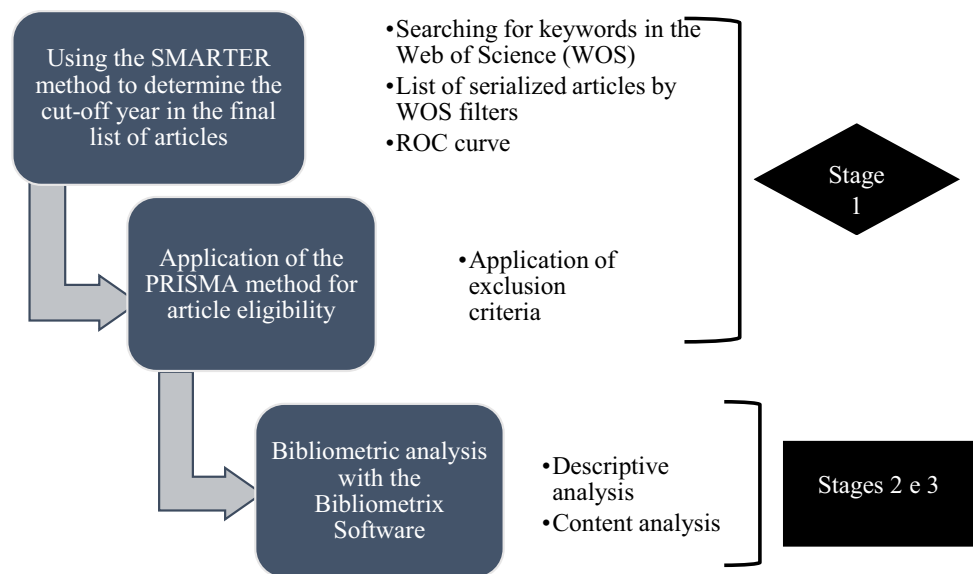 Using the SMARTER
method to determine the
cut-off year in the final
list of articles
•Searching for keywords in the
Web of Science (WOS)
•List of serialized articles by
WOS filters
•ROC curve
Stage
1
Application of the
PRISMA method for
article eligibility
•Application of
exclusion
criteria
Bibliometric analysis
with the
Bibliometrix
Software
•Descriptive
analysis
•Content analysis
Stages 2 e 3